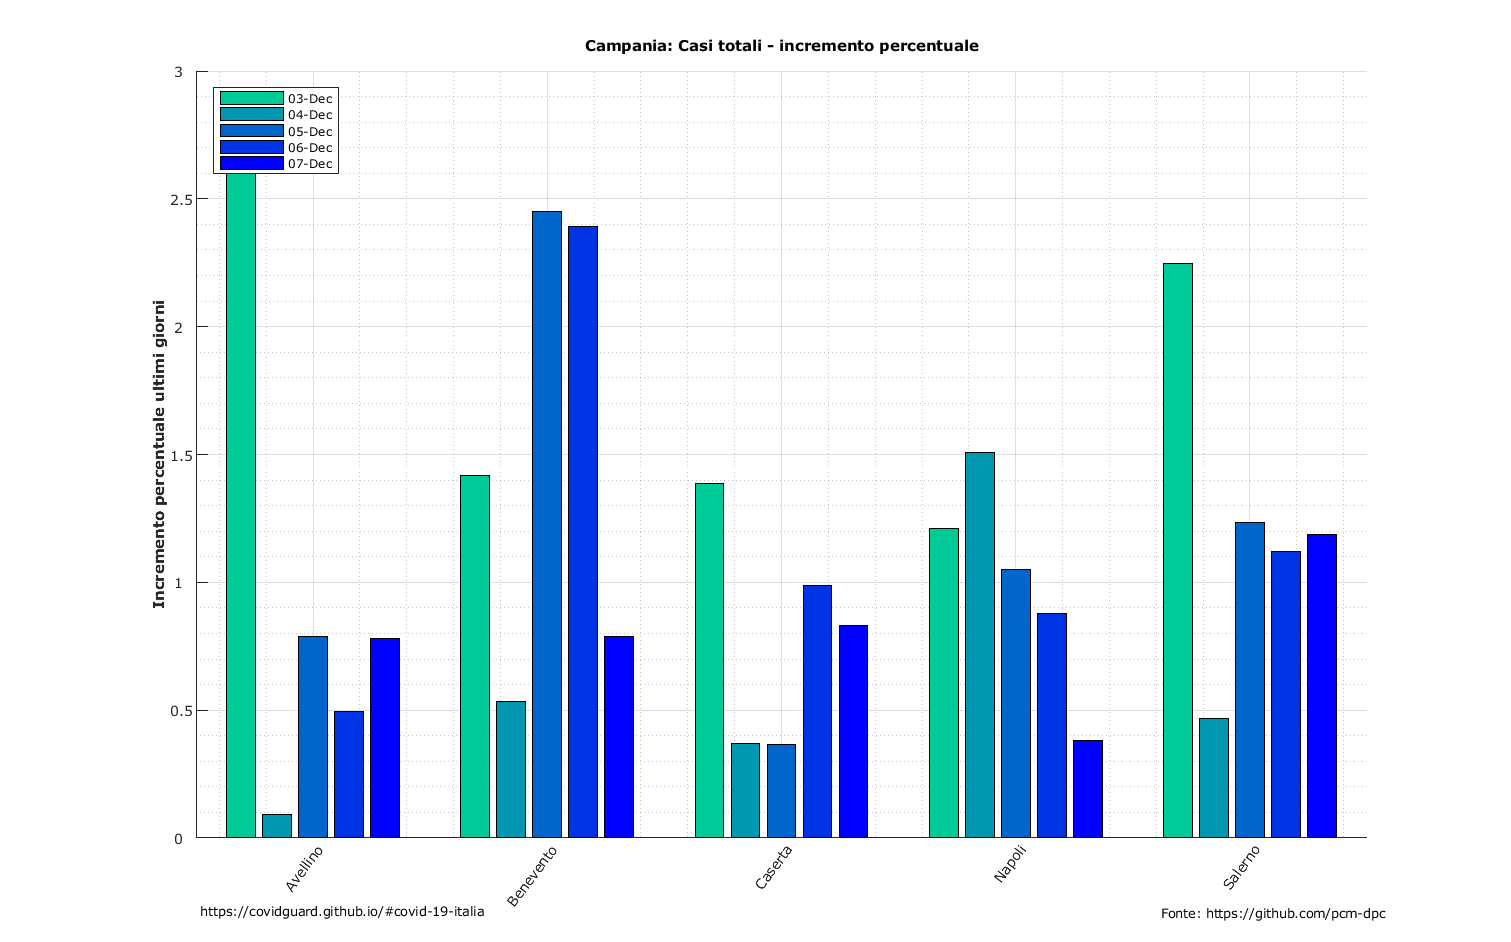 Campania: Casi totali - incremento percentuale
3
2.5
2
1.5
1
0.5
0
Incremento percentuale ultimi giorni
03-Dec
04-Dec
05-Dec
06-Dec
07-Dec
Avellino
Benevento
Caserta
Napoli
Salerno
https://covidguard.github.io/#covid-19-italia
Fonte: https://github.com/pcm-dpc